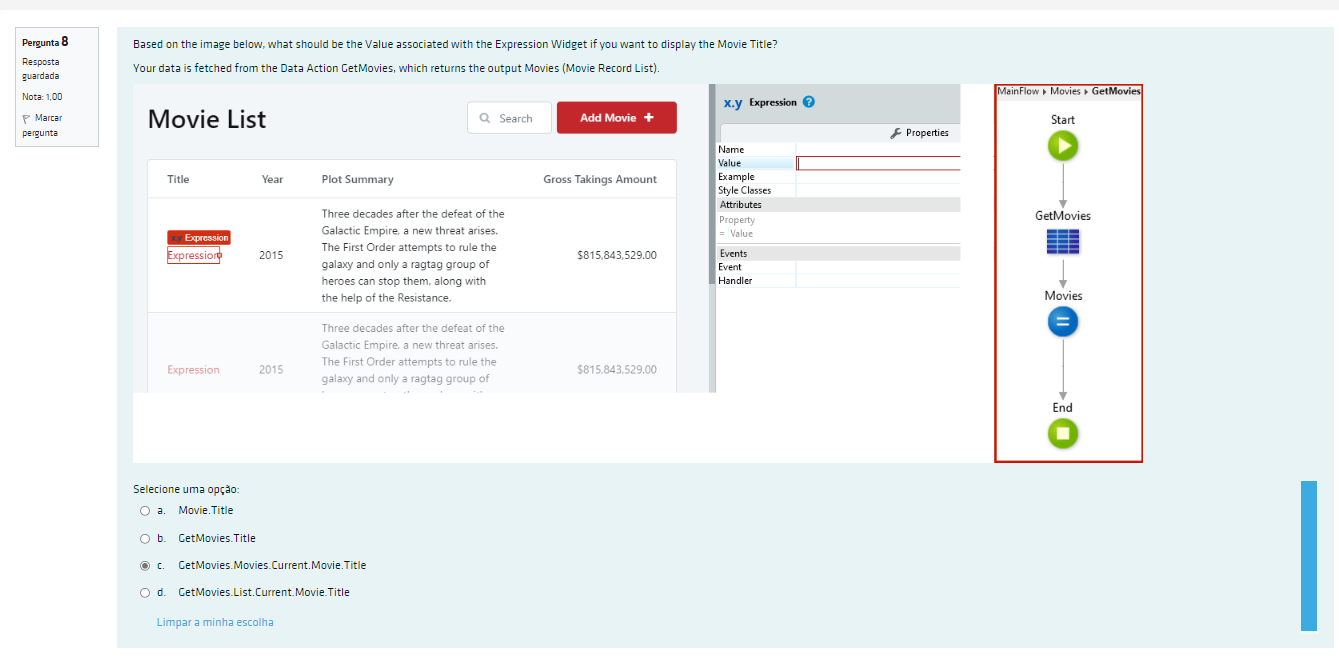 Pergunta 8
Resposta
guardada
Nota: 1,00
Marcar
pergunta
Based on the image below, what should be the Value associated with the Expression Widget if you want to display the Movie Title?
Your data is fetched from the Data Action GetMovies, which returns the output Movies (Movie Record List).
Movie List
Search
Add Movie +
Title Year Plot Summary Gross Takings Amount
x.y Expression
Expression
2015
Three decades after the defeat of the
Galactic Empire, a new threat arises.
The First Order attempts to rule the
galaxy and only a ragtag group of
heroes can stop them, along with
the help of the Resistance.
$815,843,529.00
Expression
2015
Three decades after the defeat of the
Galactic Empire, a new threat arises.
The First Order attempts to rule the
galaxy and only a ragtag group of
$815,843,529.00
x.y Expression ?
Properties
Name
Value
Example
Style Classes
Attributes
Property
= Value
Events
Event
Handler
MainFlow ▸ Movies ▸ GetMovies
Start
GetMovies
Movies
End
Selecione uma opção:
a. Movie.Title
b. GetMovies.Title
c. GetMovies.Movies.Current.Movie.Title
d. GetMovies.List.Current.Movie.Title
Limpar a minha escolha